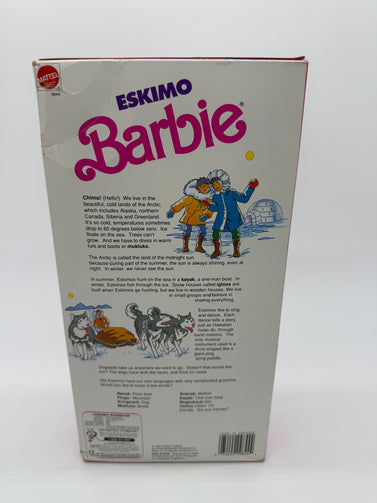 MATTEL
ESKIMO
Barbie®
Chimo! (Hello!) We live in the
beautiful, cold lands of the Arctic,
which includes Alaska, northern
Canada, Siberia and Greenland.
It's so cold, temperatures sometimes
drop to 60 degrees below zero. Ice
floats on the sea. Trees can't
grow. And we have to dress in warm
furs and boots or mukluks.
The Arctic is called the land of the midnight sun
because during part of the summer, the sun is always shining, even at
night. In winter, we never see the sun.
In summer, Eskimos hunt on the sea in a kayak, a one-man boat. In
winter, Eskimos fish through the ice. Snow houses called igloos are
built when Eskimos go hunting, but we live in wooden houses. We live
in small groups and believe in
sharing everything.
Eskimos like to sing
and dance. Each
dance tells a story,
just as Hawaiian
hulas do, through
hand motions. The
only musical
instrument used is a
drum shaped like a
giant ping
pong paddle.
Dogsleds carry us anywhere we want to go. Doesn't that sound like
fun? The dogs have wolf-like faces, and thick fur coats.
We Eskimos have our own languages with very complicated grammar.
Would you like to know a few words?
Nanuk: Polar bear
Pingo: Mountain
Mukluks: Boots
Mother
Kayak: One man boat
Girl
friendly. Are you friendly?
CONSUMER INFORMATION